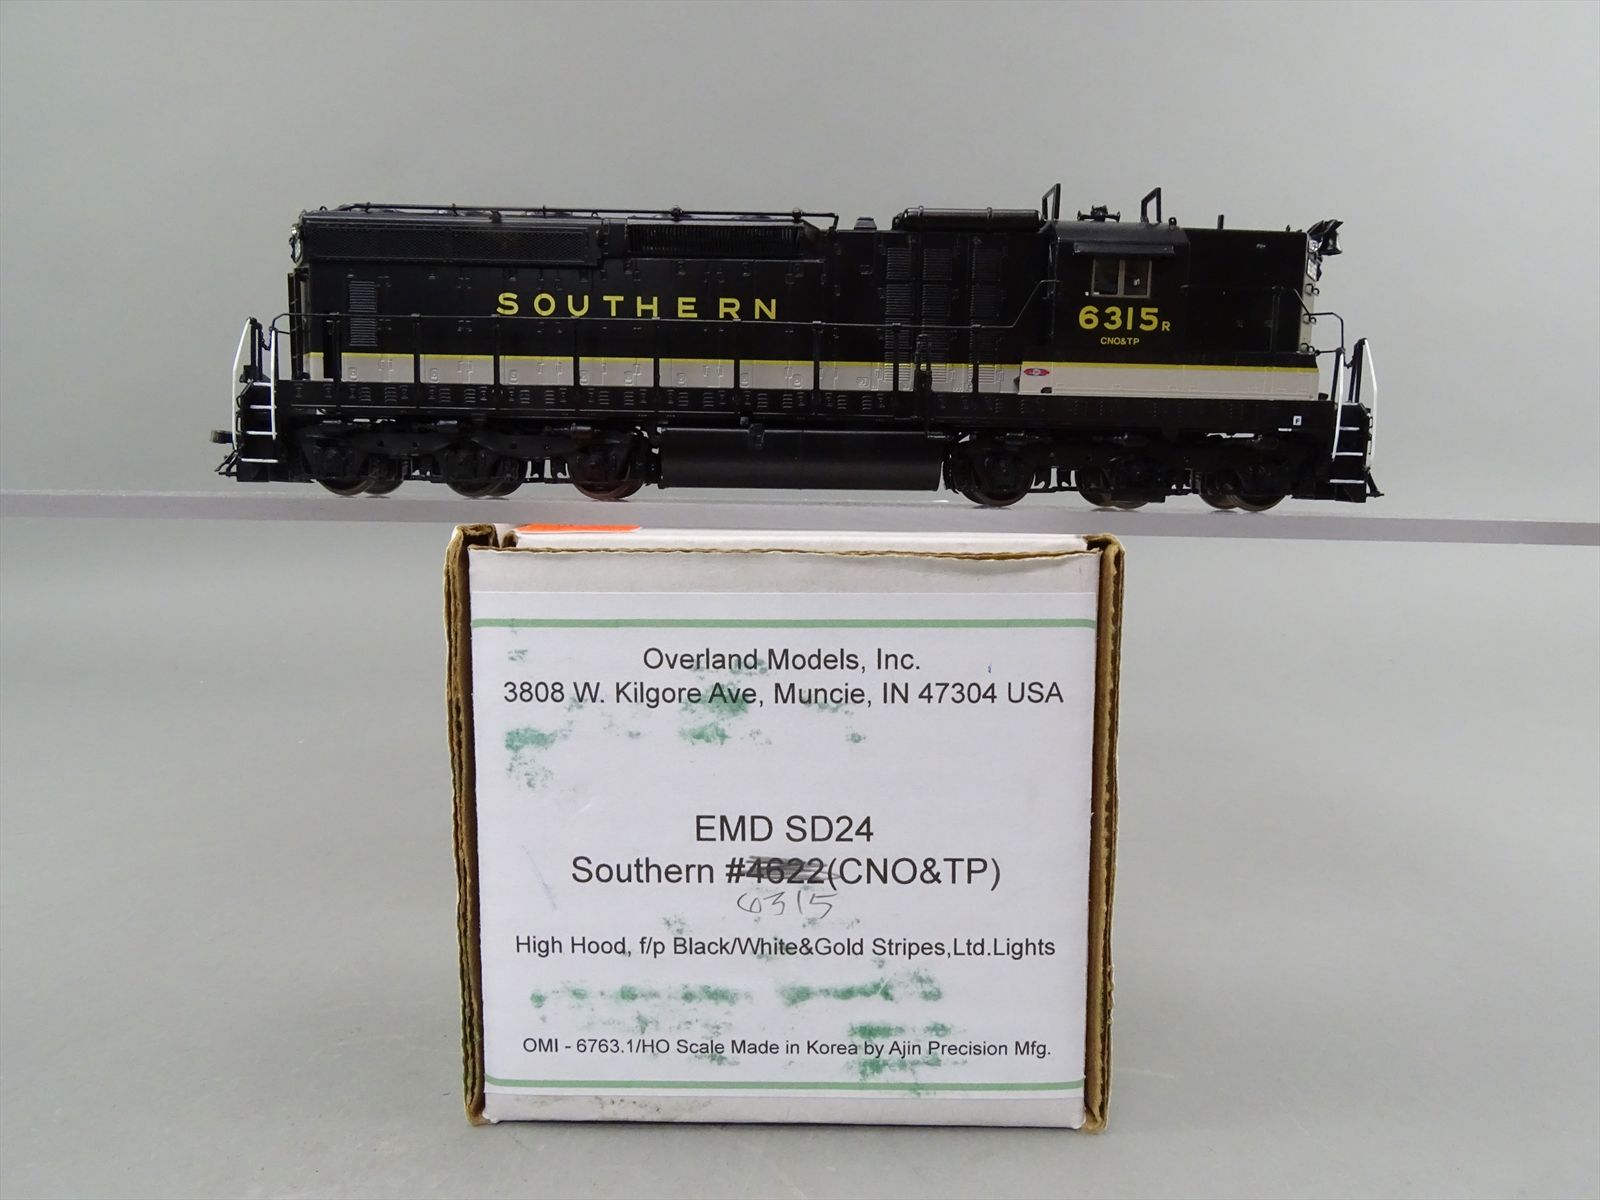 SOUTHERN
6315R
CNO&TP
F
Overland Models, Inc.
3808 W. Kilgore Ave, Muncie, IN 47304 USA
EMD SD24
Southern #4622(CNO&TP)
6315
High Hood, f/p Black/White&Gold Stripes,Ltd.Lights
OMI - 6763.1/HO Scale Made in Korea by Ajin Precision Mfg.